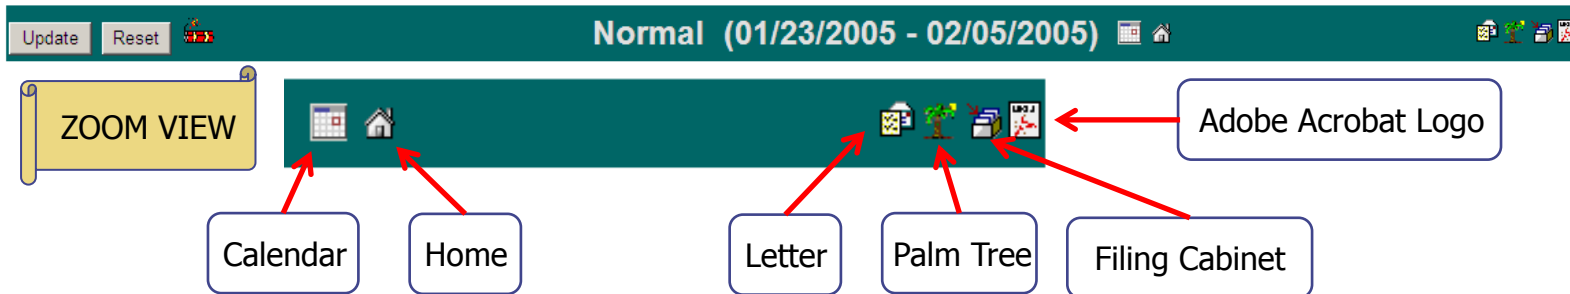 Update Reset Normal (01/23/2005 - 02/05/2005)
ZOOM VIEW
Adobe Acrobat Logo
Calendar Home Letter Palm Tree Filing Cabinet